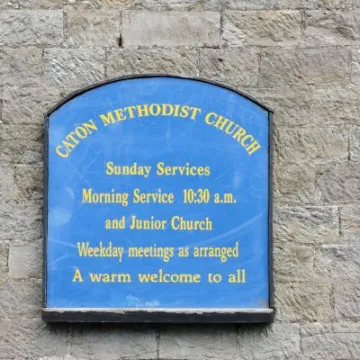 CATON METHODIST CHURCH
Sunday Services
Morning Service 10:30 a.m.
and Junior Church
Weekday meetings as arranged
A warm welcome to all